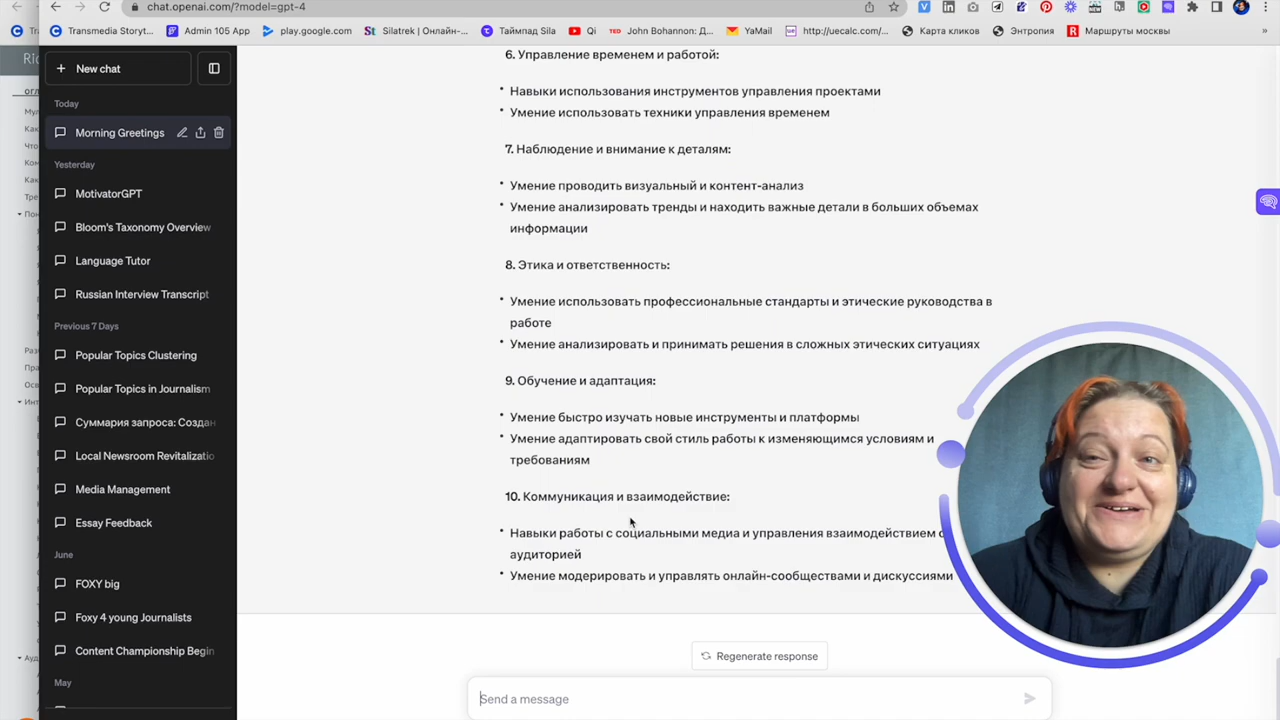 chat.openai.com/?model=gpt-4
Transmedia Storyt...
Admin 105 App
play.google.com
Silatrek | Онлайн-...
Таймпад Sila
Qi
John Bohannon: Д...
YaMail
http://uecalc.com/...
Карта кликов
Энтропия
Маршруты москвы
»
+ New chat
Today
Morning Greetings
Yesterday
MotivatorGPT
Bloom's Taxonomy Overview
Language Tutor
Russian Interview Transcript
Previous 7 Days
Popular Topics Clustering
Popular Topics in Journalism
Суммария запроса: Создан
Local Newsroom Revitalizatio
Media Management
Essay Feedback
June
FOXY big
Foxy 4 young Journalists
Content Championship Begin
May
6. Управление временем и работой:
• Навыки использования инструментов управления проектами
• Умение использовать техники управления временем
7. Наблюдение и внимание к деталям:
• Умение проводить визуальный и контент-анализ
• Умение анализировать тренды и находить важные детали в больших объемах
информации
8. Этика и ответственность:
• Умение использовать профессиональные стандарты и этические руководства в
работе
• Умение анализировать и принимать решения в сложных этических ситуациях
9. Обучение и адаптация:
• Умение быстро изучать новые инструменты и платформы
• Умение адаптировать свой стиль работы к изменяющимся условиям и
требованиям
10. Коммуникация и взаимодействие:
• Навыки работы с социальными медиа и управления взаимодействием с
аудиторией
• Умение модерировать и управлять онлайн-сообществами и дискуссиями
Regenerate response
Send a message